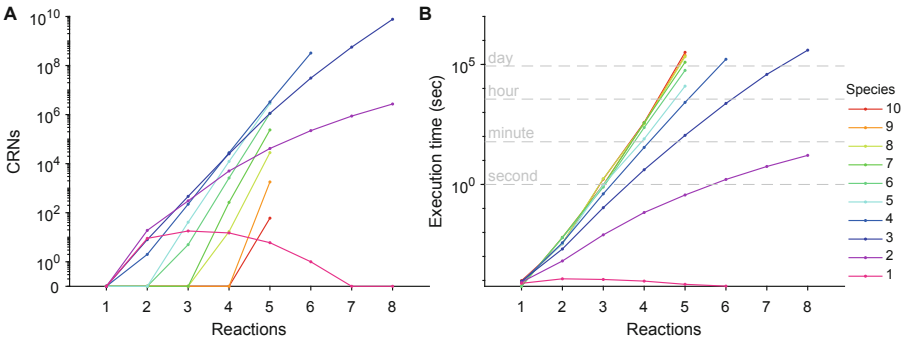 A
CRNs
10^10
10^8
10^6
10^4
10^2
10^0
0
1 2 3 4 5 6 7 8
Reactions
B
Execution time (sec)
10^5
10^0
day
hour
minute
second
1 2 3 4 5 6 7 8
Reactions
Species
10
9
8
7
6
5
4
3
2
1